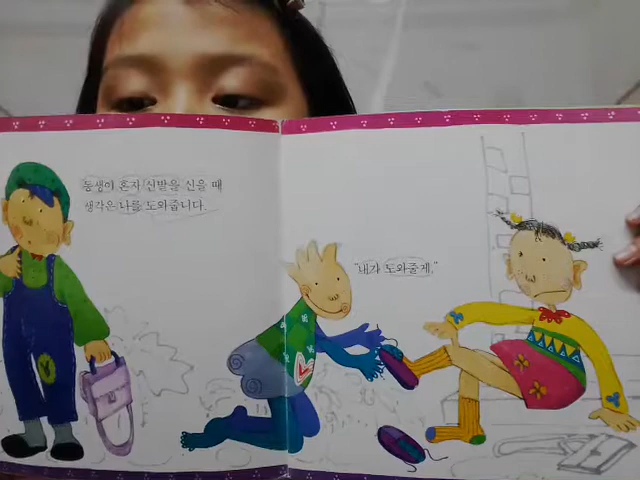 동생이 혼자 신발을 신을 때
생각은 나를 도와줍니다.
"내가 도와줄게."